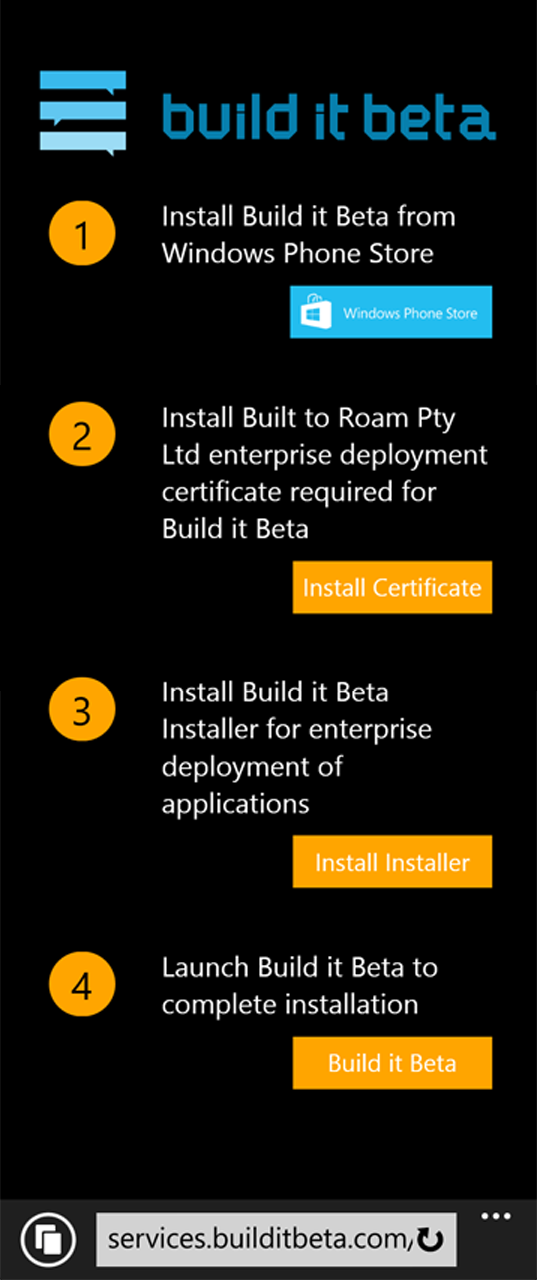 build it beta
1
Install Build it Beta from
Windows Phone Store
Windows Phone Store
2
Install Built to Roam Pty
Ltd enterprise deployment
certificate required for
Build it Beta
Install Certificate
3
Install Build it Beta
Installer for enterprise
deployment of
applications
Install Installer
4
Launch Build it Beta to
complete installation
Build it Beta
services.builditbeta.com/